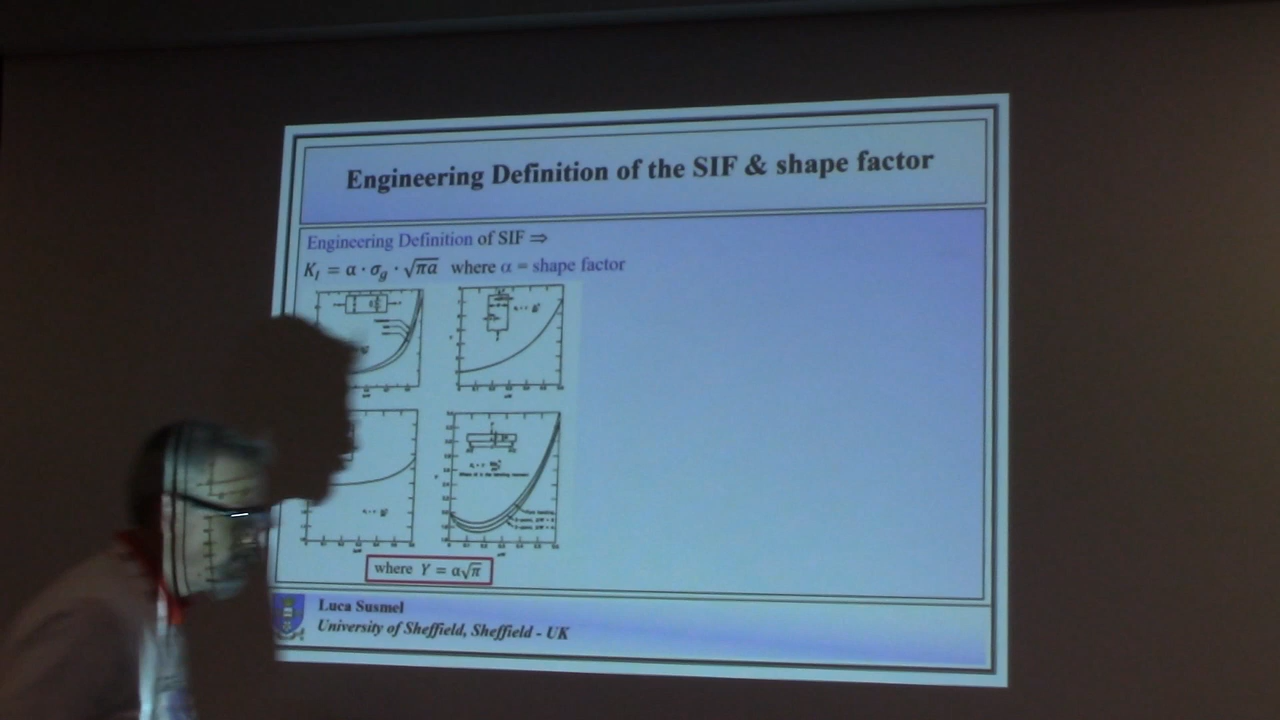 Engineering Definition of the SIF & shape factor
Engineering Definition of SIF ⇒
K_I = α · σ_g · √πa where α = shape factor
where Y = α√π
Luca Susmel
University of Sheffield, Sheffield - UK